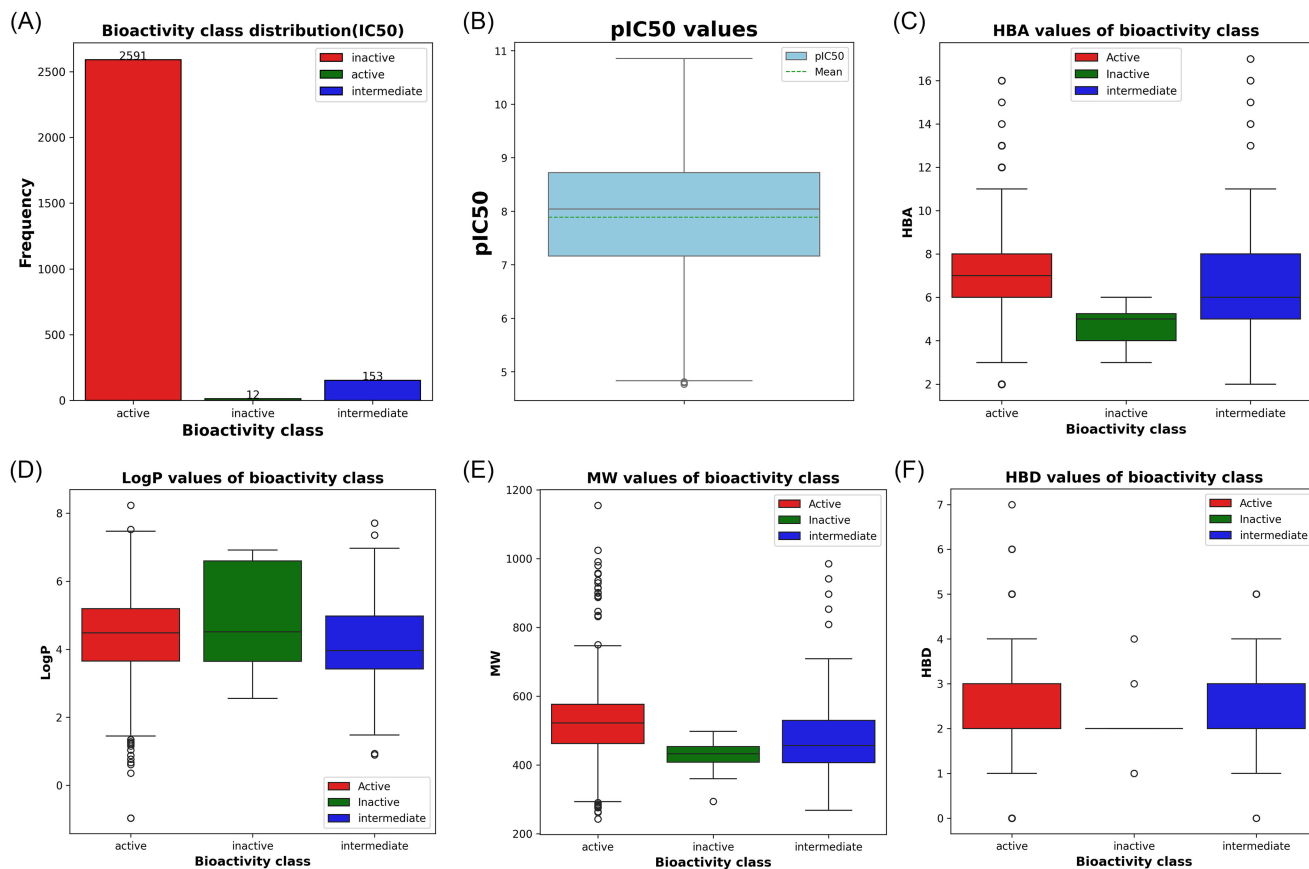 (A)
Bioactivity class distribution(IC50)
2591
inactive
active
intermediate
2500
2000
1500
1000
500
0
Frequency
12
153
active
inactive
intermediate
Bioactivity class
(B)
pIC50 values
pIC50
Mean
11
10
9
8
7
6
5
pIC50
(C)
HBA values of bioactivity class
Active
Inactive
intermediate
16
14
12
10
8
6
4
2
HBA
active
inactive
intermediate
Bioactivity class
(D)
LogP values of bioactivity class
8
6
4
2
0
LogP
Active
Inactive
intermediate
active
inactive
intermediate
Bioactivity class
(E)
MW values of bioactivity class
Active
Inactive
intermediate
1200
1000
800
600
400
200
MW
active
inactive
intermediate
Bioactivity class
(F)
HBD values of bioactivity class
Active
Inactive
intermediate
7
6
5
4
3
2
1
0
HBD
active
inactive
intermediate
Bioactivity class